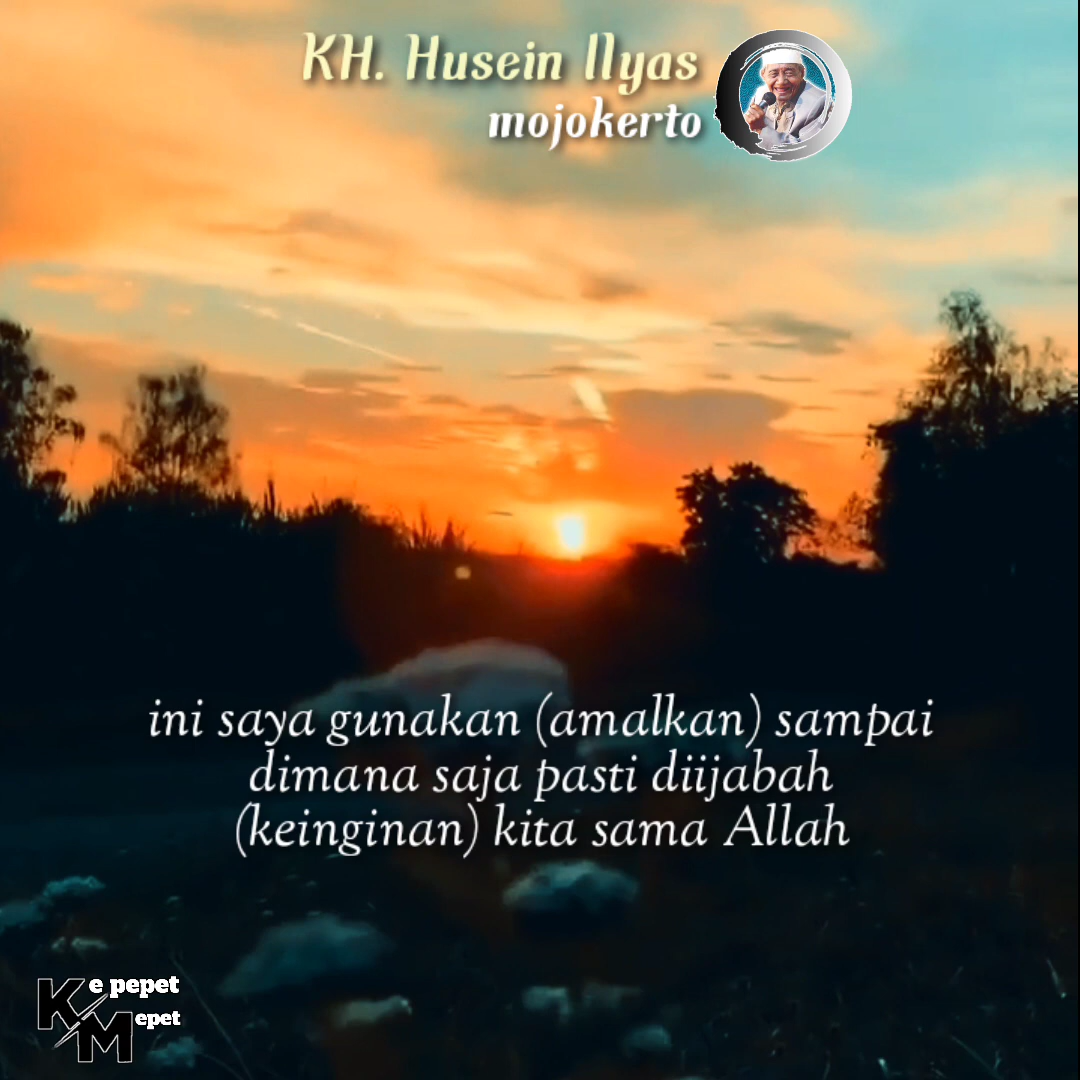 KH. Husein Ilyas
mojokerto
ini saya gunakan (amalkan) sampai
dimana saja pasti diijabah
(keinginan) kita sama Allah
Ke pepet
Mepet